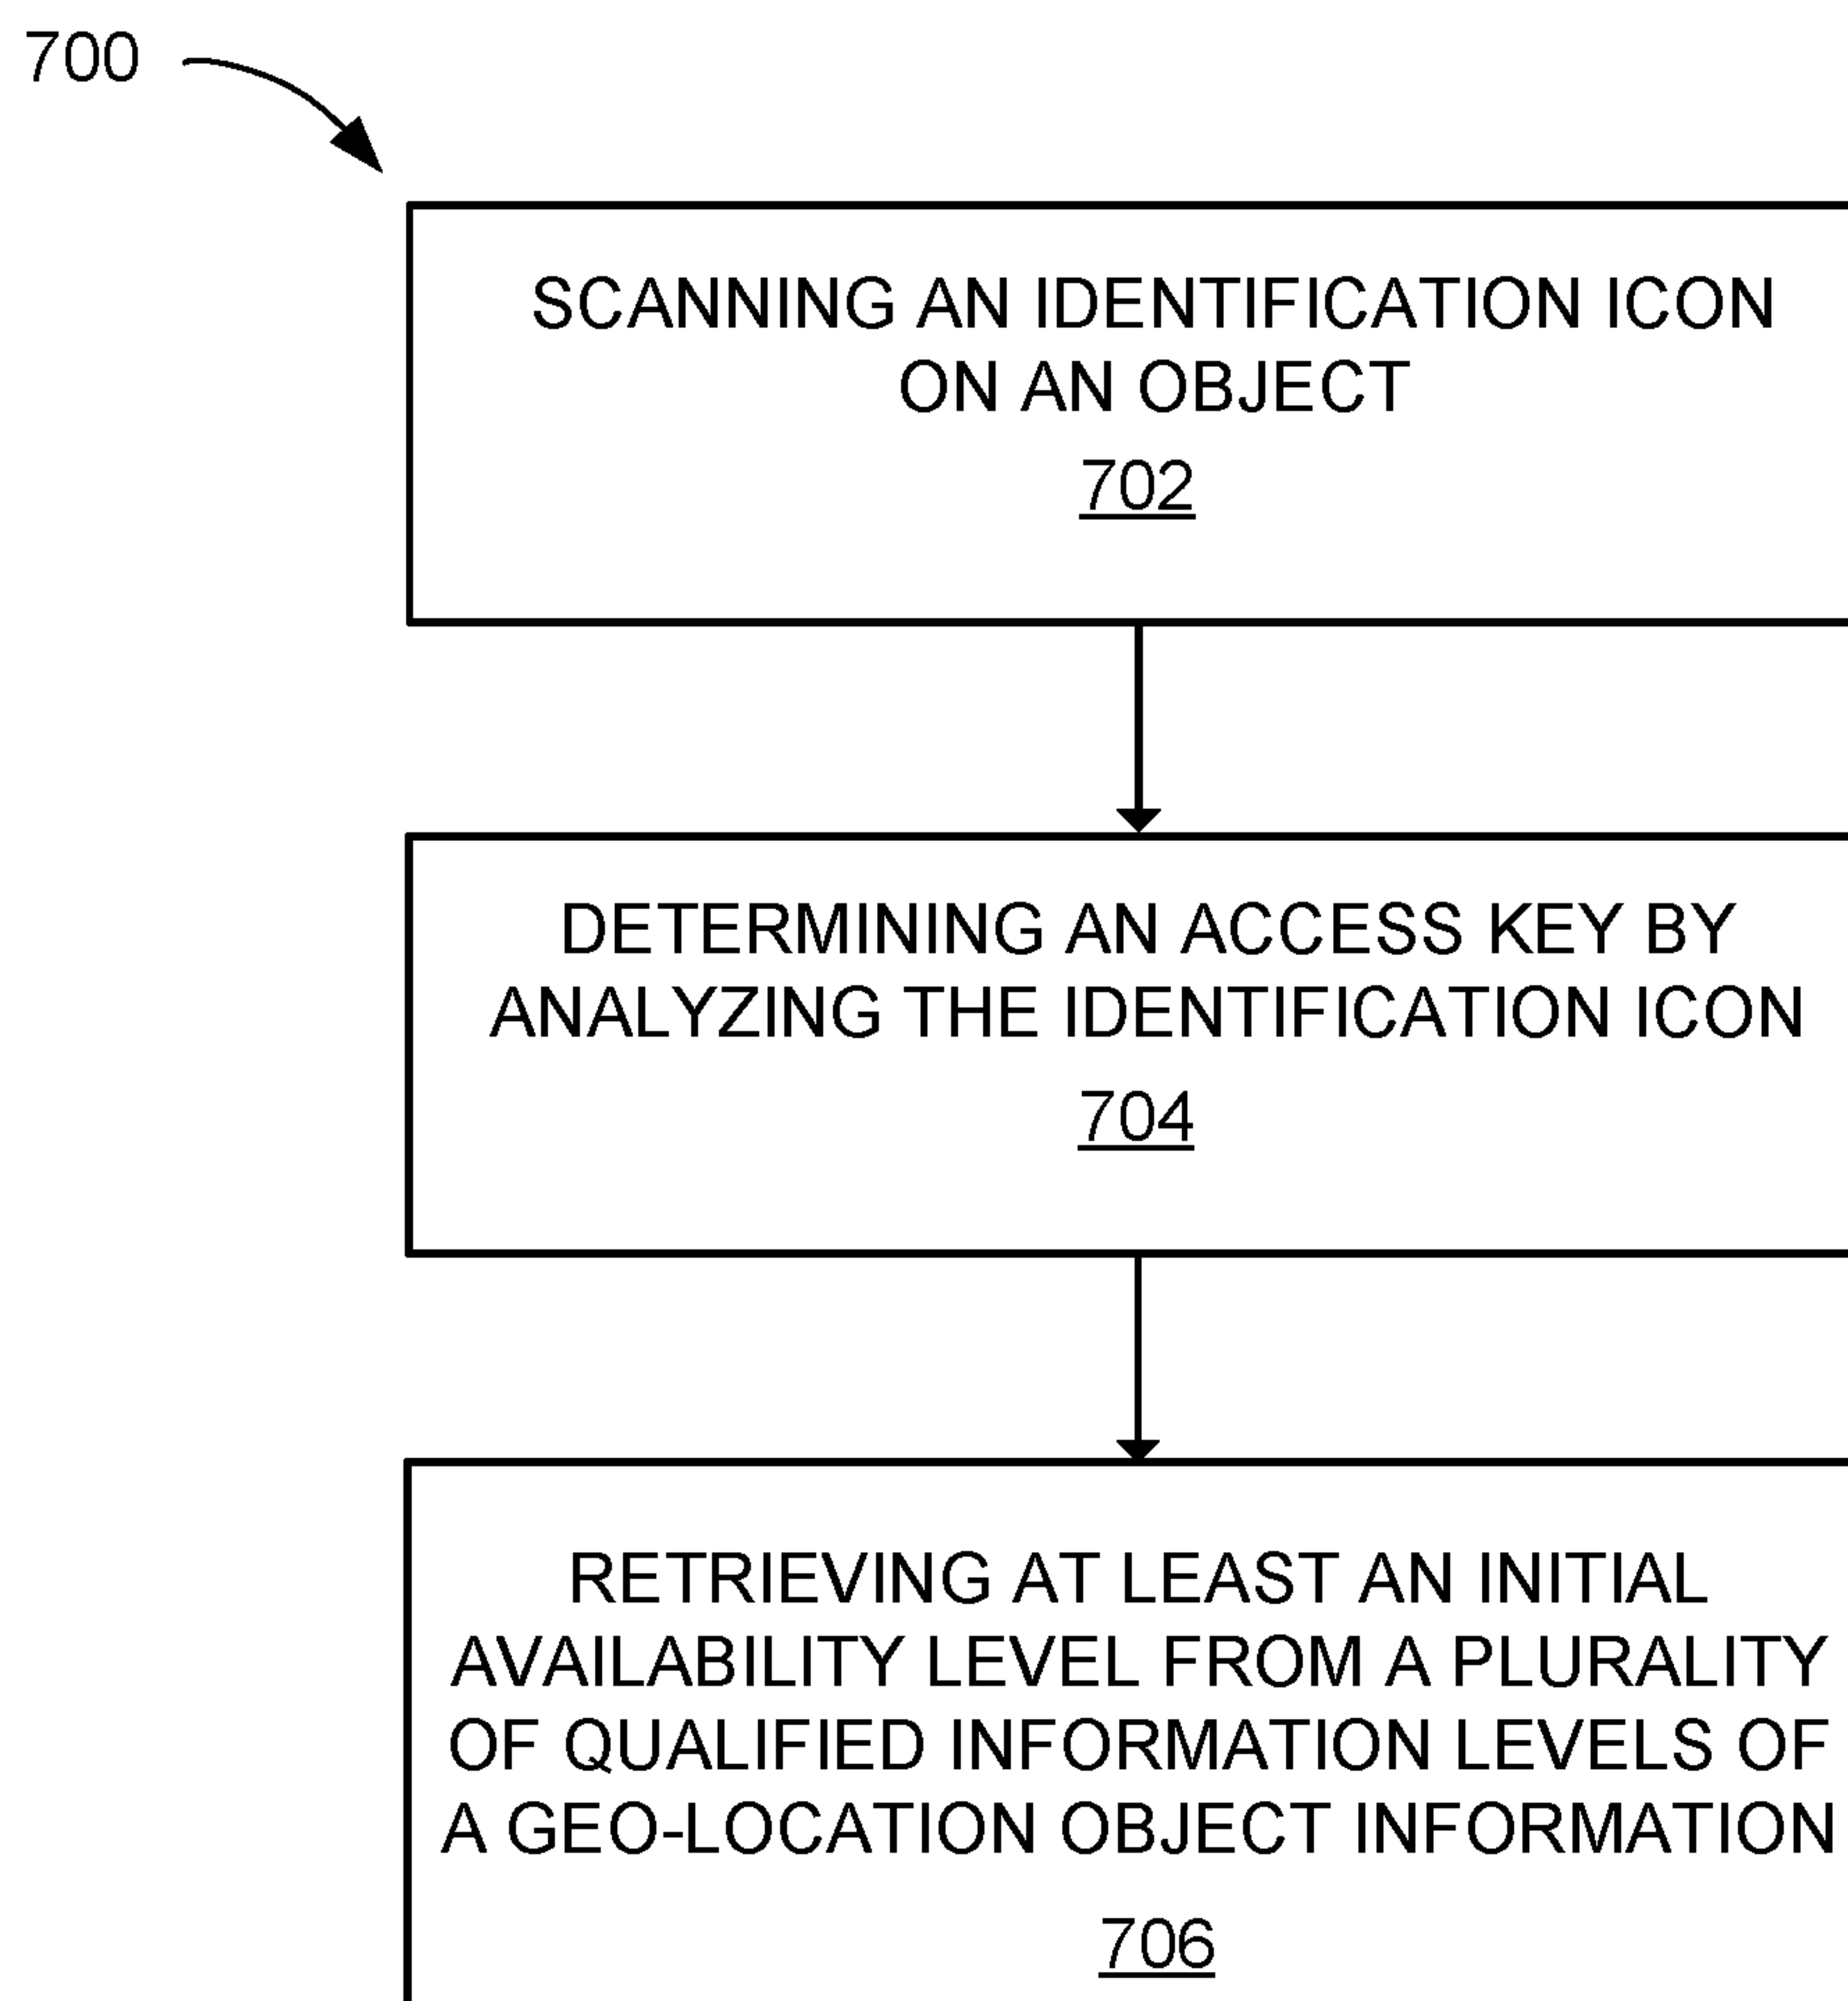 700
SCANNING AN IDENTIFICATION ICON
ON AN OBJECT
702
DETERMINING AN ACCESS KEY BY
ANALYZING THE IDENTIFICATION ICON
704
RETRIEVING AT LEAST AN INITIAL
AVAILABILITY LEVEL FROM A PLURALITY
OF QUALIFIED INFORMATION LEVELS OF
A GEO-LOCATION OBJECT INFORMATION
706